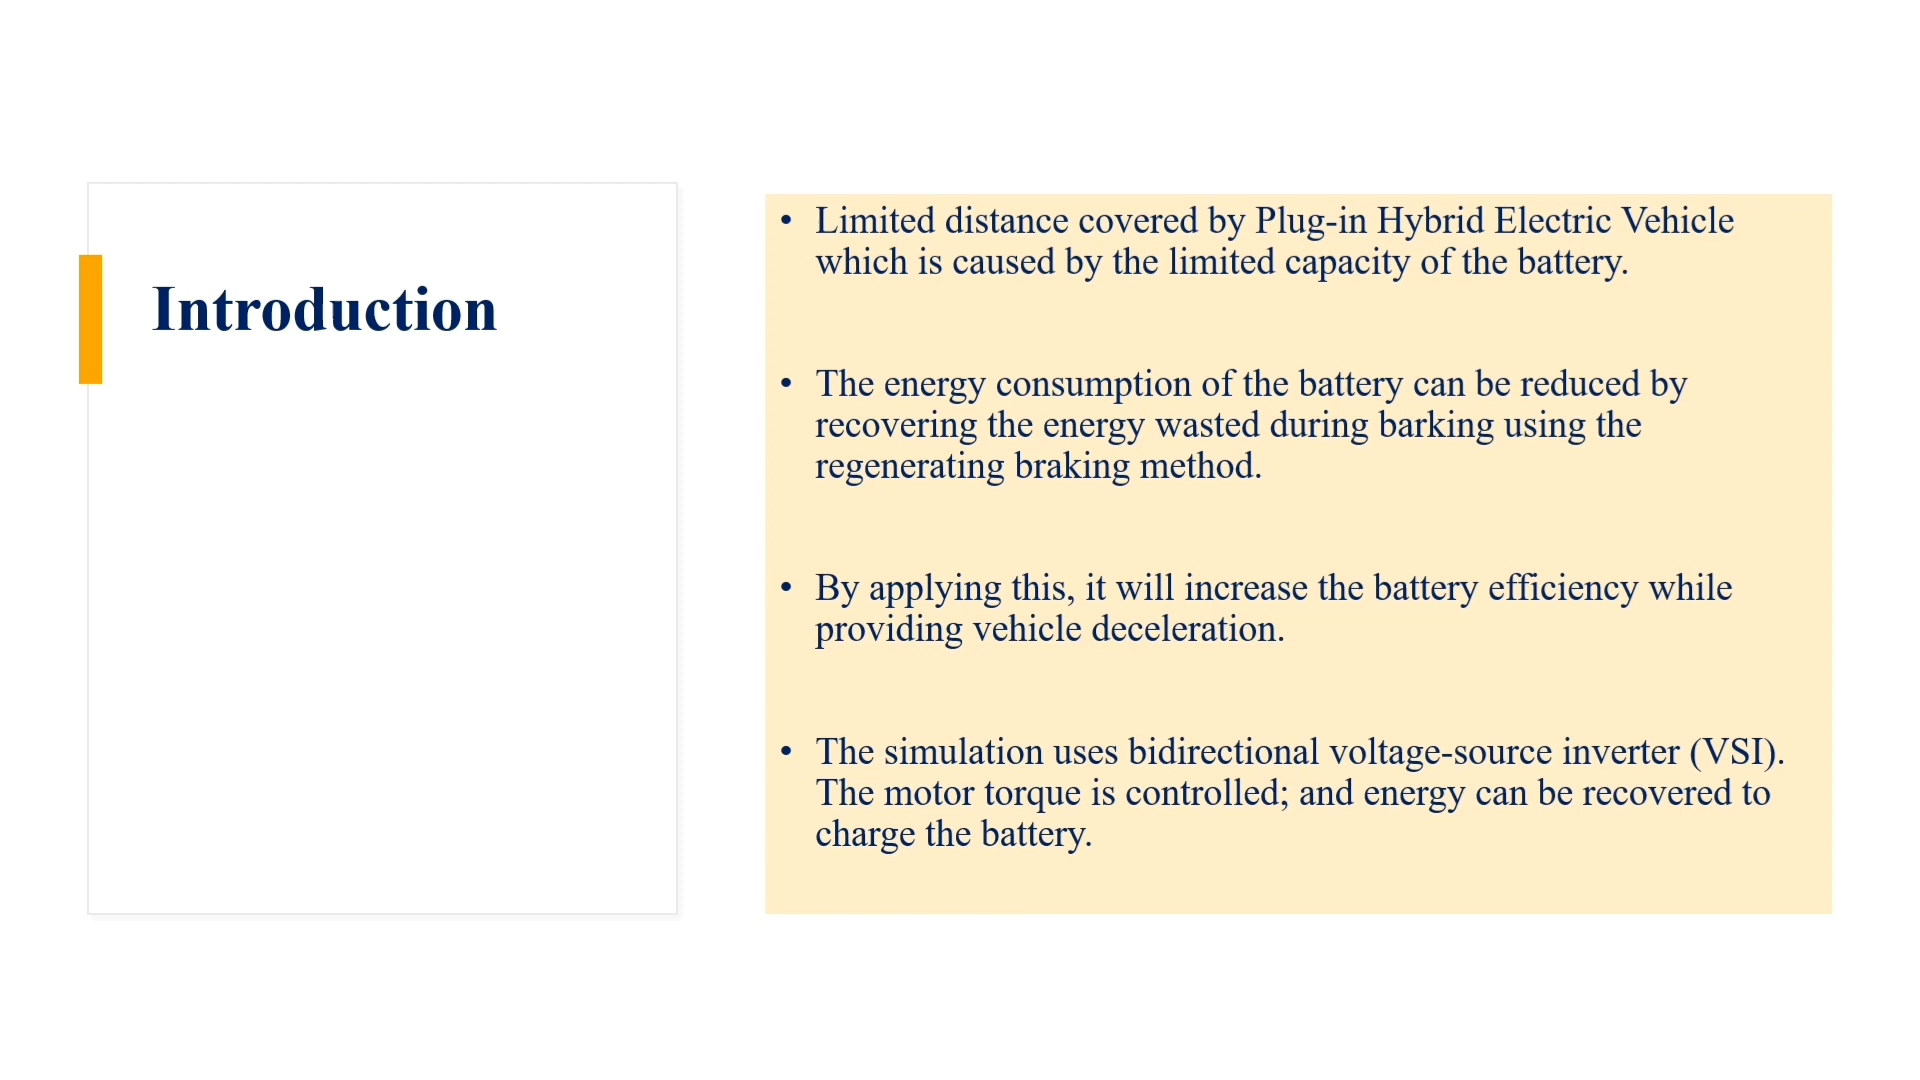 Introduction
• Limited distance covered by Plug-in Hybrid Electric Vehicle
which is caused by the limited capacity of the battery.
• The energy consumption of the battery can be reduced by
recovering the energy wasted during barking using the
regenerating braking method.
• By applying this, it will increase the battery efficiency while
providing vehicle deceleration.
• The simulation uses bidirectional voltage-source inverter (VSI).
The motor torque is controlled; and energy can be recovered to
charge the battery.